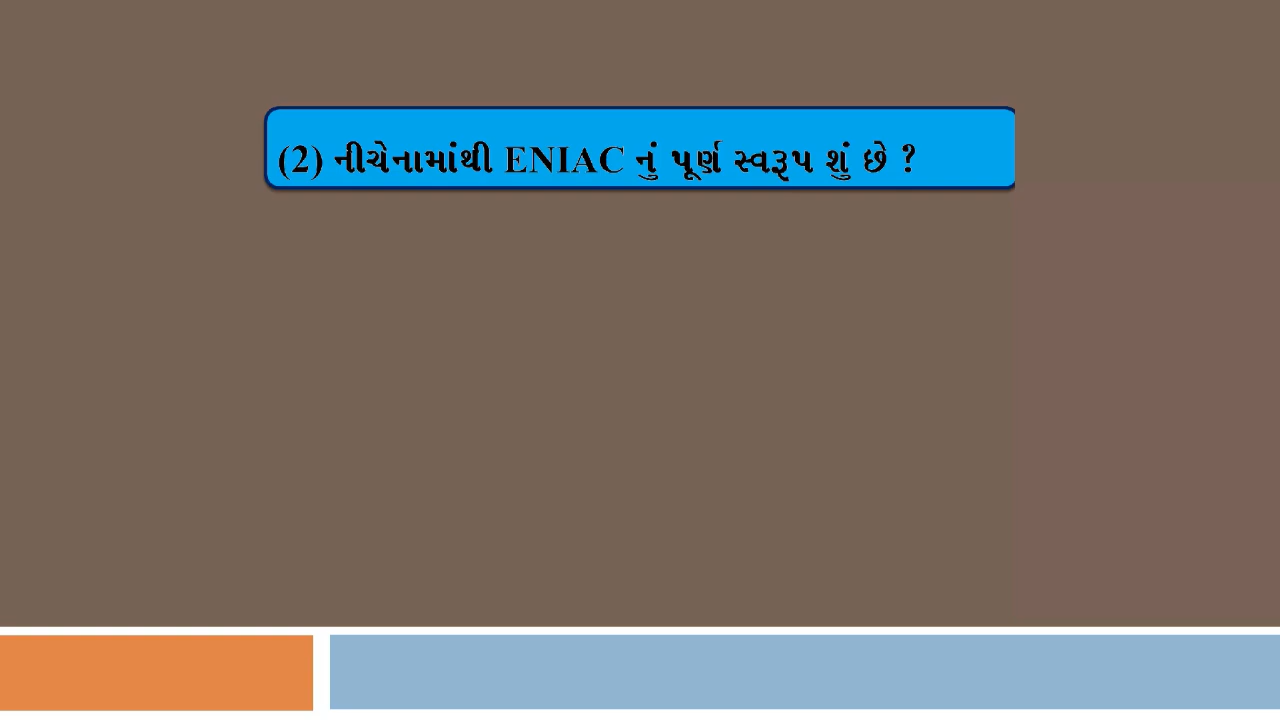 (2) નીચેનામાંથી ENIAC નું પૂર્ણ સ્વરૂપ શું છે ?